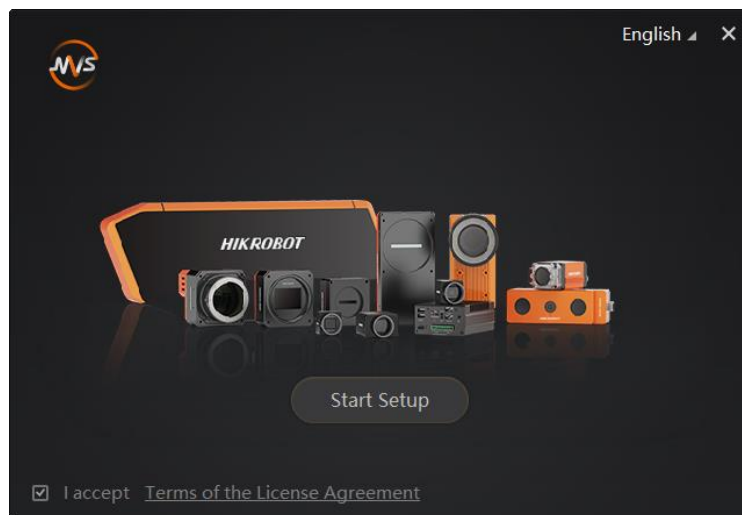 English
MVS
HIKROBOT
Start Setup
I accept Terms of the License Agreement